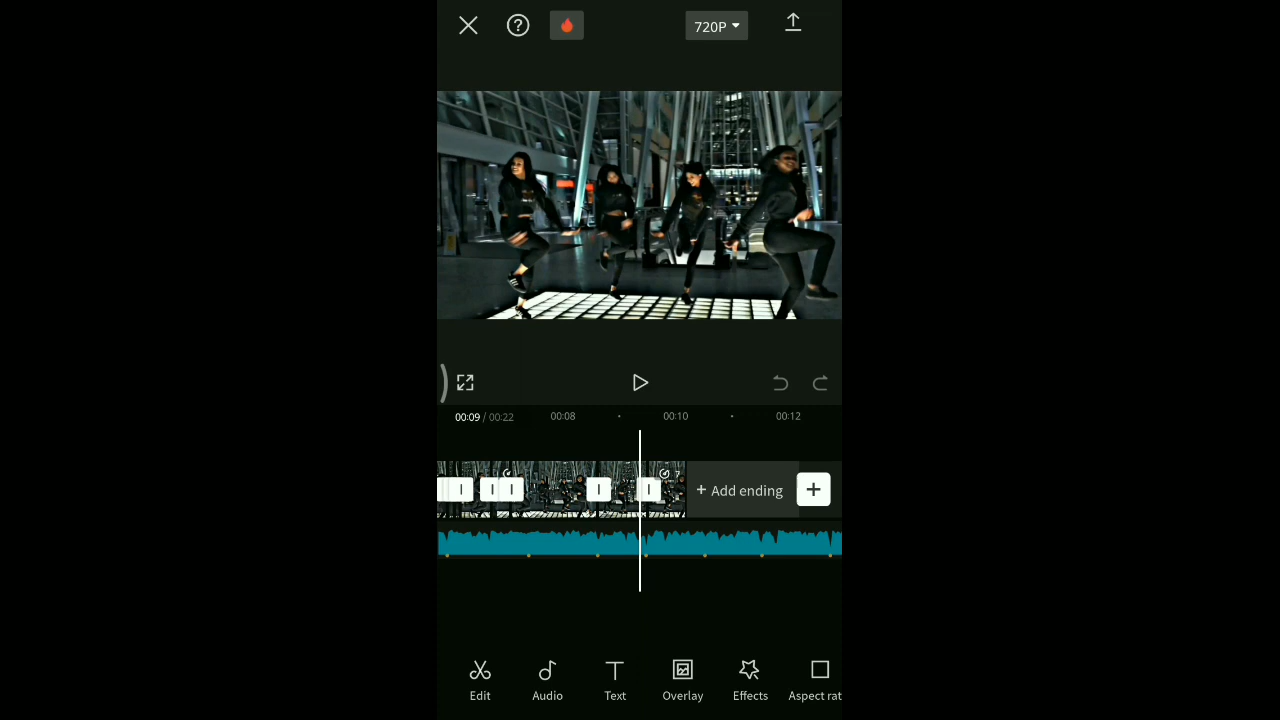 720P
00:09 / 00:22
00:08
00:10
00:12
7
+ Add ending
Edit
Audio
Text
Overlay
Effects
Aspect rat